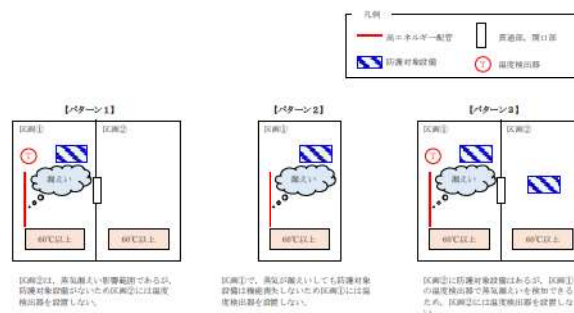 凡例
高エネルギー配管
貫通部，開口部
防護対象設備
T
温度検出器
【パターン1】
【パターン2】
【パターン3】
区画①
区画②
区画①
区画①
区画②
T
T
漏えい
漏えい
漏えい
60℃以上
60℃以上
60℃以上
60℃以上
60℃以上
区画②は，蒸気漏えい影響範囲であるが，
防護対象設備がないため区画②には温度
検出器を設置しない。
区画①で，蒸気が漏えいしても防護対象
設備は機能喪失しないため区画①には温
度検出器を設置しない。
区画②に防護対象設備はあるが，区画①
の温度検出器で蒸気漏えいを検知できる
ため，区画②には温度検出器を設置しな
い。